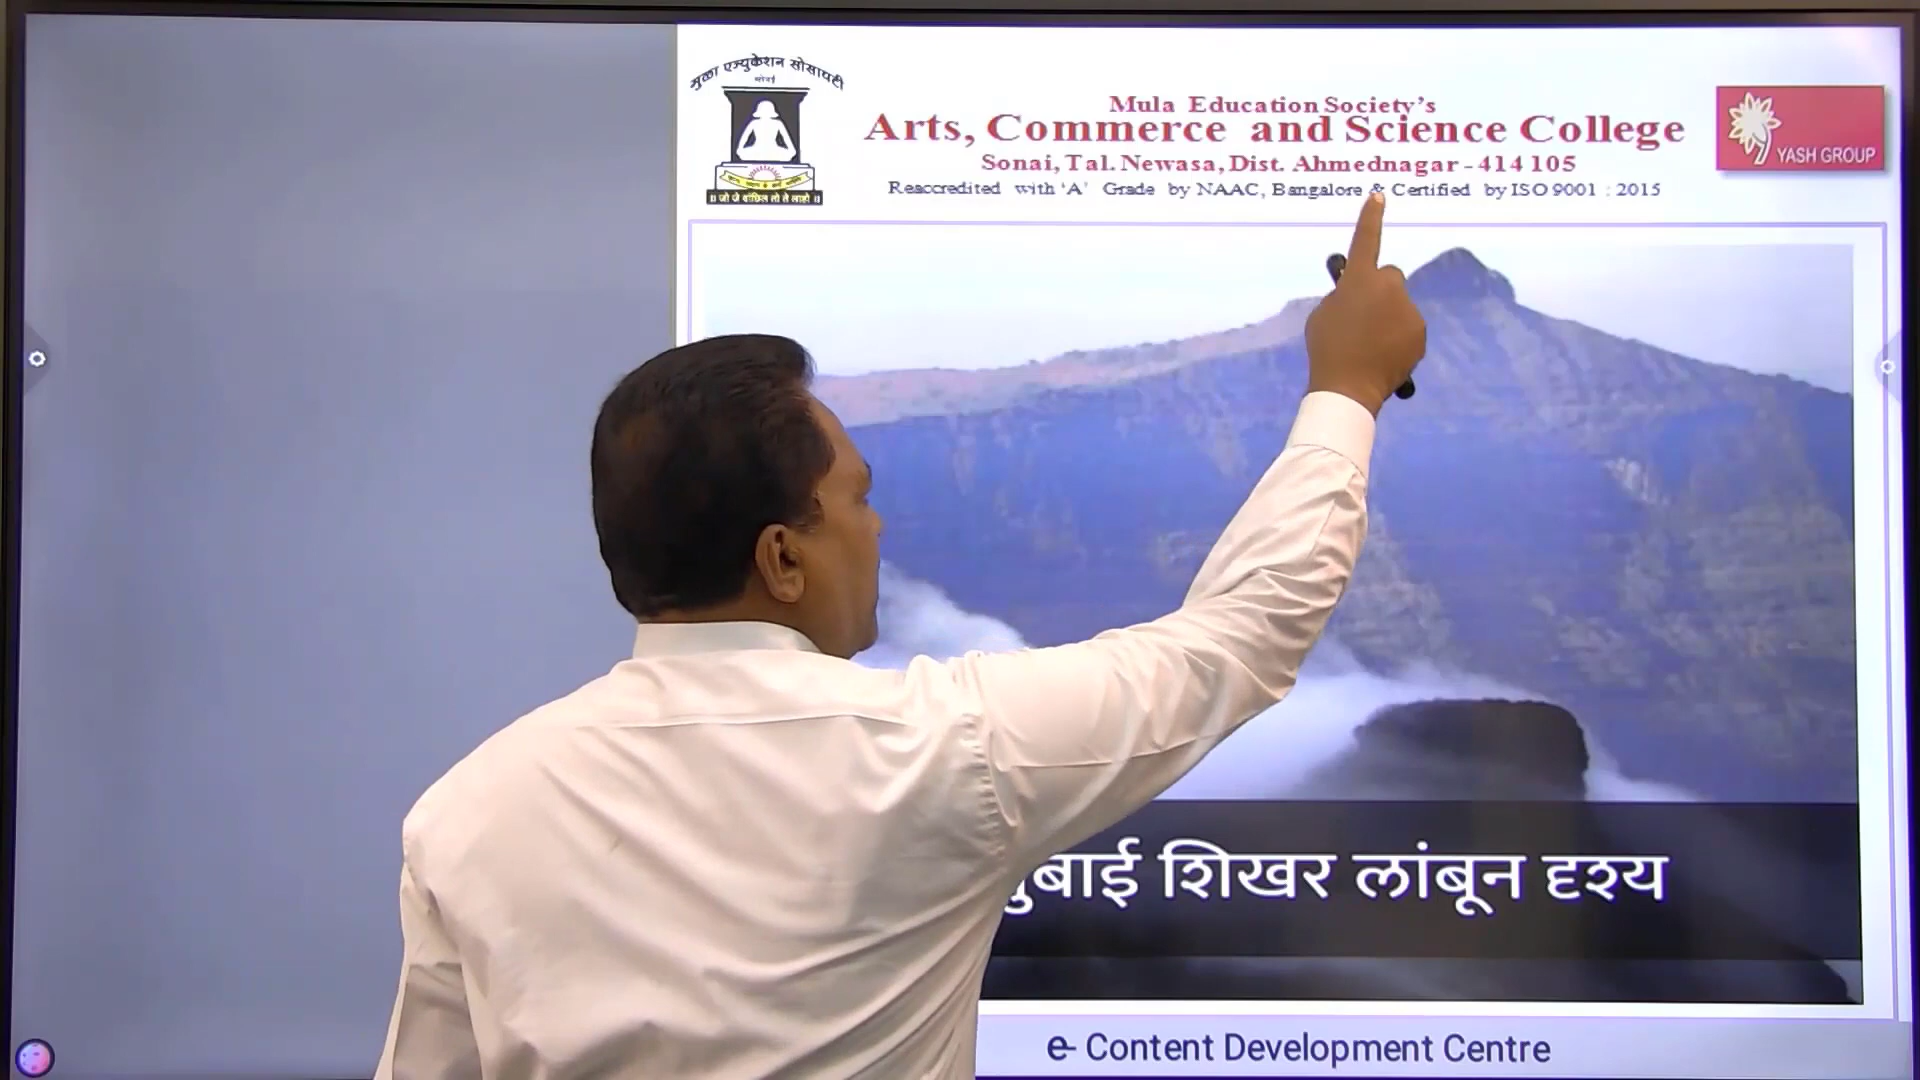 मुळा एज्युकेशन सोसायटी
सोनई
Mula Education Society's
Arts, Commerce and Science College
Sonai, Tal. Newasa, Dist. Ahmednagar - 414 105
Reaccredited with 'A' Grade by NAAC, Bangalore & Certified by ISO 9001 : 2015
YASH GROUP
॥ जो जे वांछिल तो ते लाहो ॥
शिखर लांबून दृश्य
e- Content Development Centre